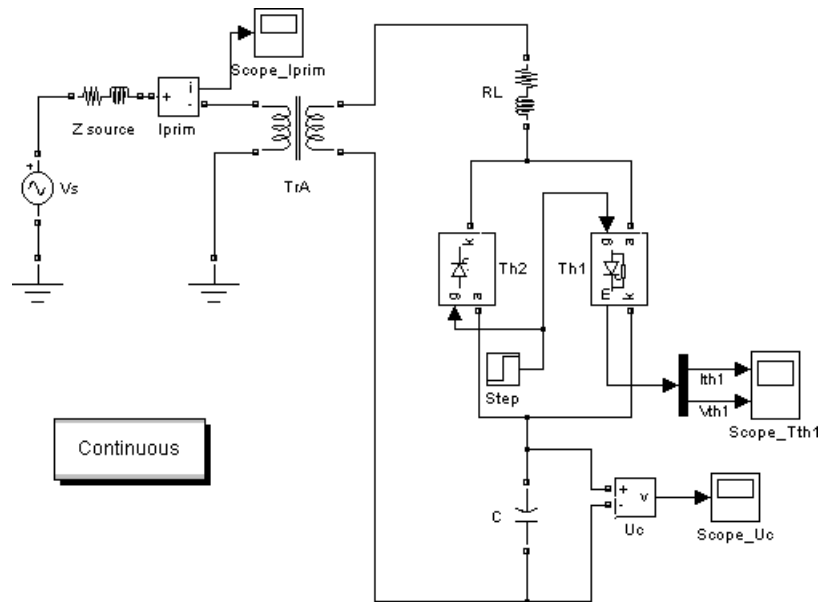 Scope_Iprim
i
+
-
Z source
Iprim
TrA
+
Vs
RL
k
Th2
g
a
g
a
Th1
m
k
Step
Ith1
Vth1
Scope_Tth1
Continuous
C
+
-
v
Uc
Scope_Uc